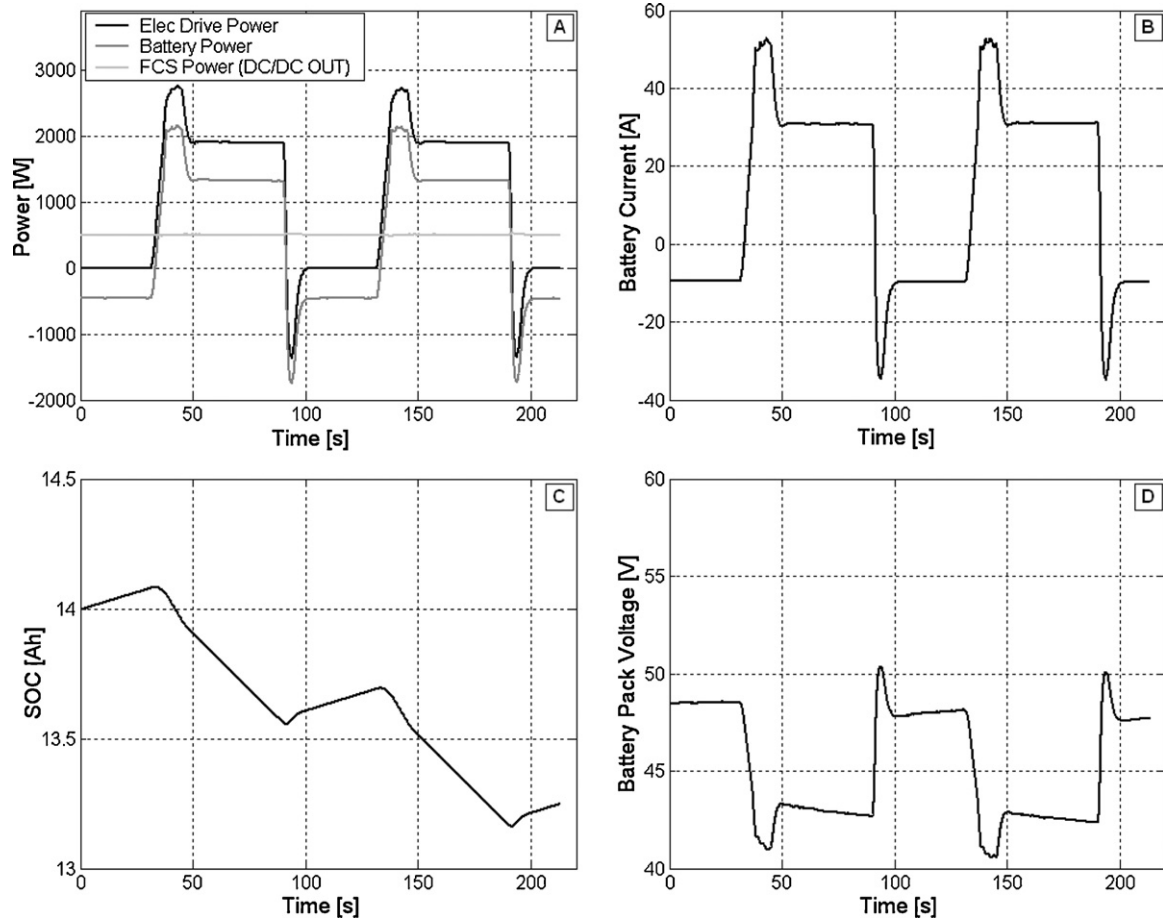 A
Elec Drive Power
Battery Power
FCS Power (DC/DC OUT)
3000
2000
1000
0
-1000
-2000
Power [W]
0 50 100 150 200
Time [s]
B
60
40
20
0
-20
-40
Battery Current [A]
0 50 100 150 200
Time [s]
C
14.5
14
13.5
13
SOC [Ah]
0 50 100 150 200
Time [s]
D
60
55
50
45
40
Battery Pack Voltage [V]
0 50 100 150 200
Time [s]